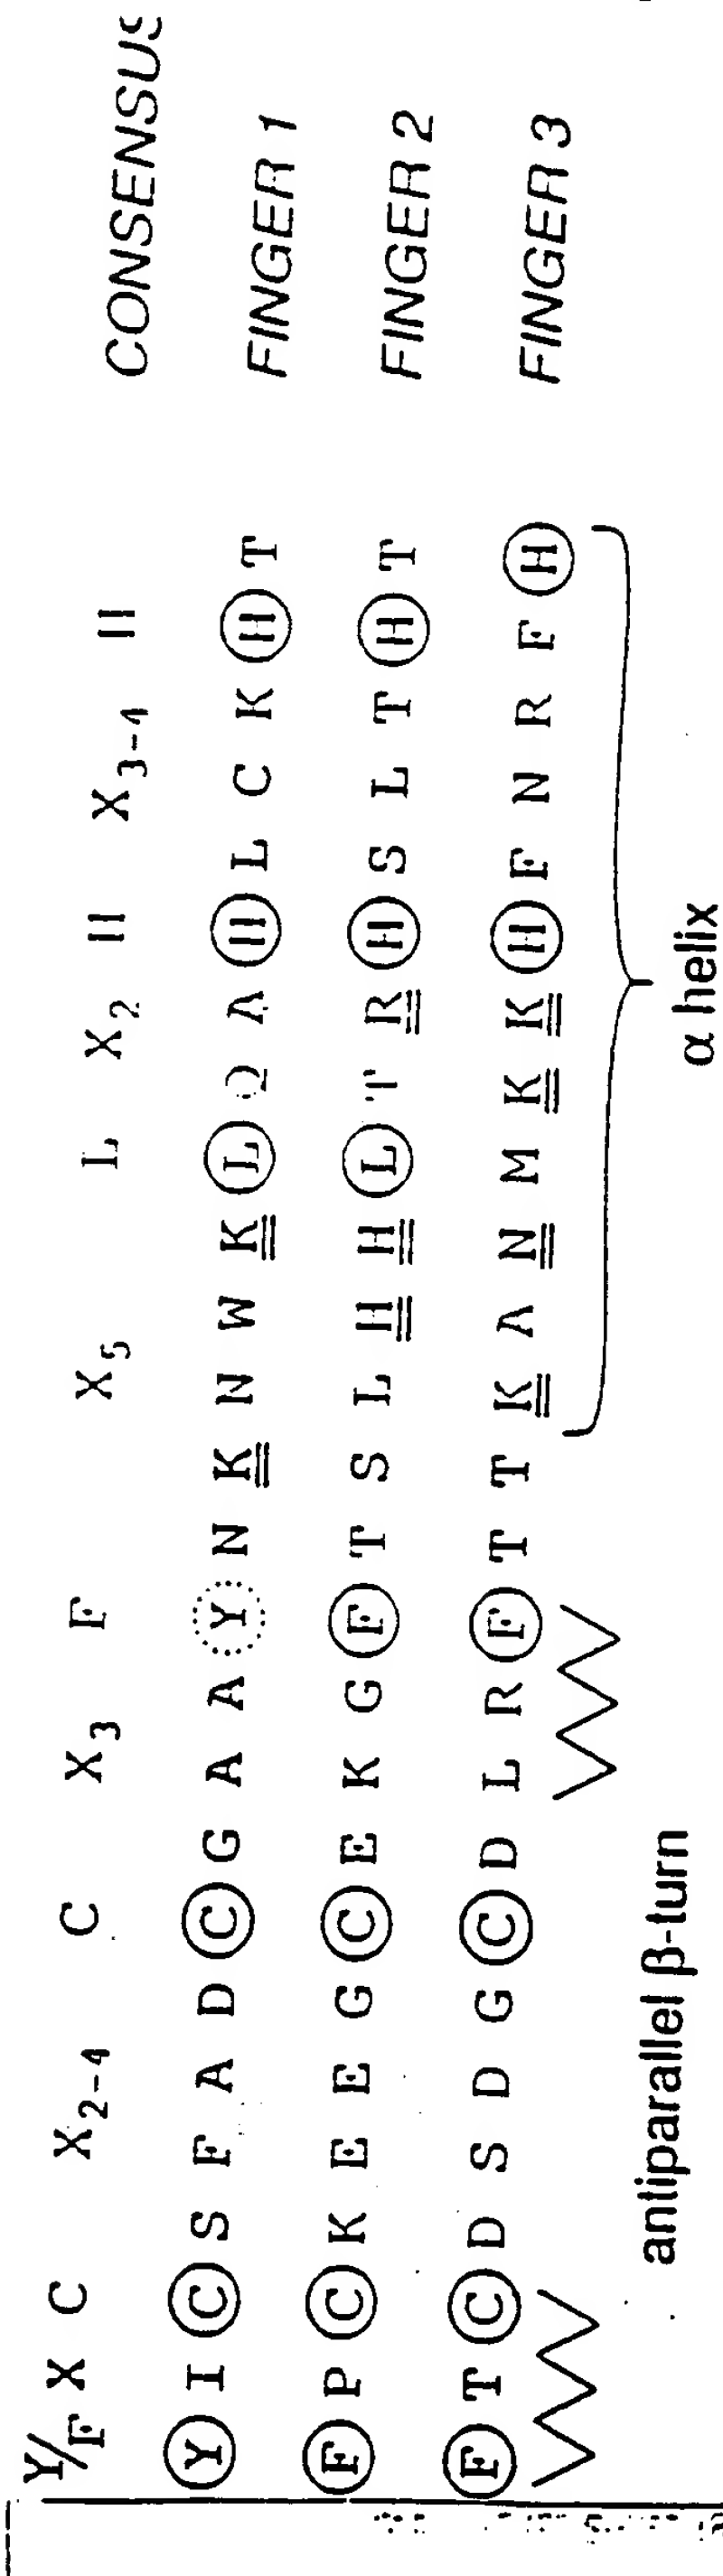 Y/F X C X2-4 C X3 F X5 L X2 H X3-4 H CONSENSUS
Y I C S F A D C G A A Y N K N W K L Q A H L C K H T FINGER 1
F P C K E E G C E K G F T S L H H L T R H S L T H T FINGER 2
F T C D S D G C D L R F T T K A N M K K H F N R F H FINGER 3
antiparallel β-turn α helix